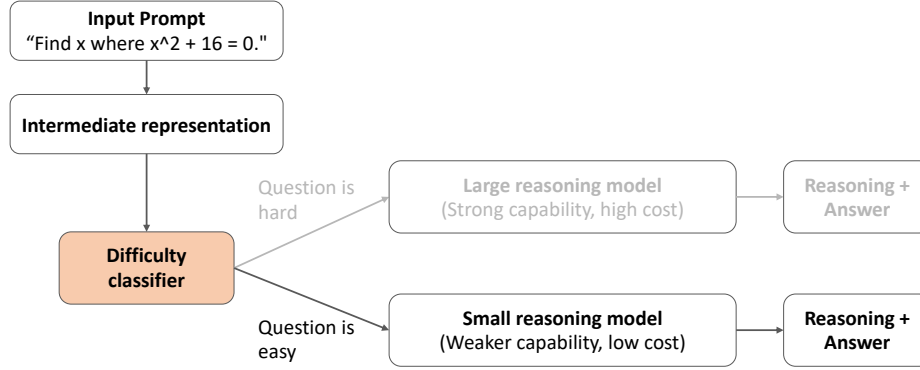 Input Prompt
“Find x where x^2 + 16 = 0."
Intermediate representation
Question is
hard
Large reasoning model
(Strong capability, high cost)
Reasoning +
Answer
Difficulty
classifier
Question is
easy
Small reasoning model
(Weaker capability, low cost)
Reasoning +
Answer